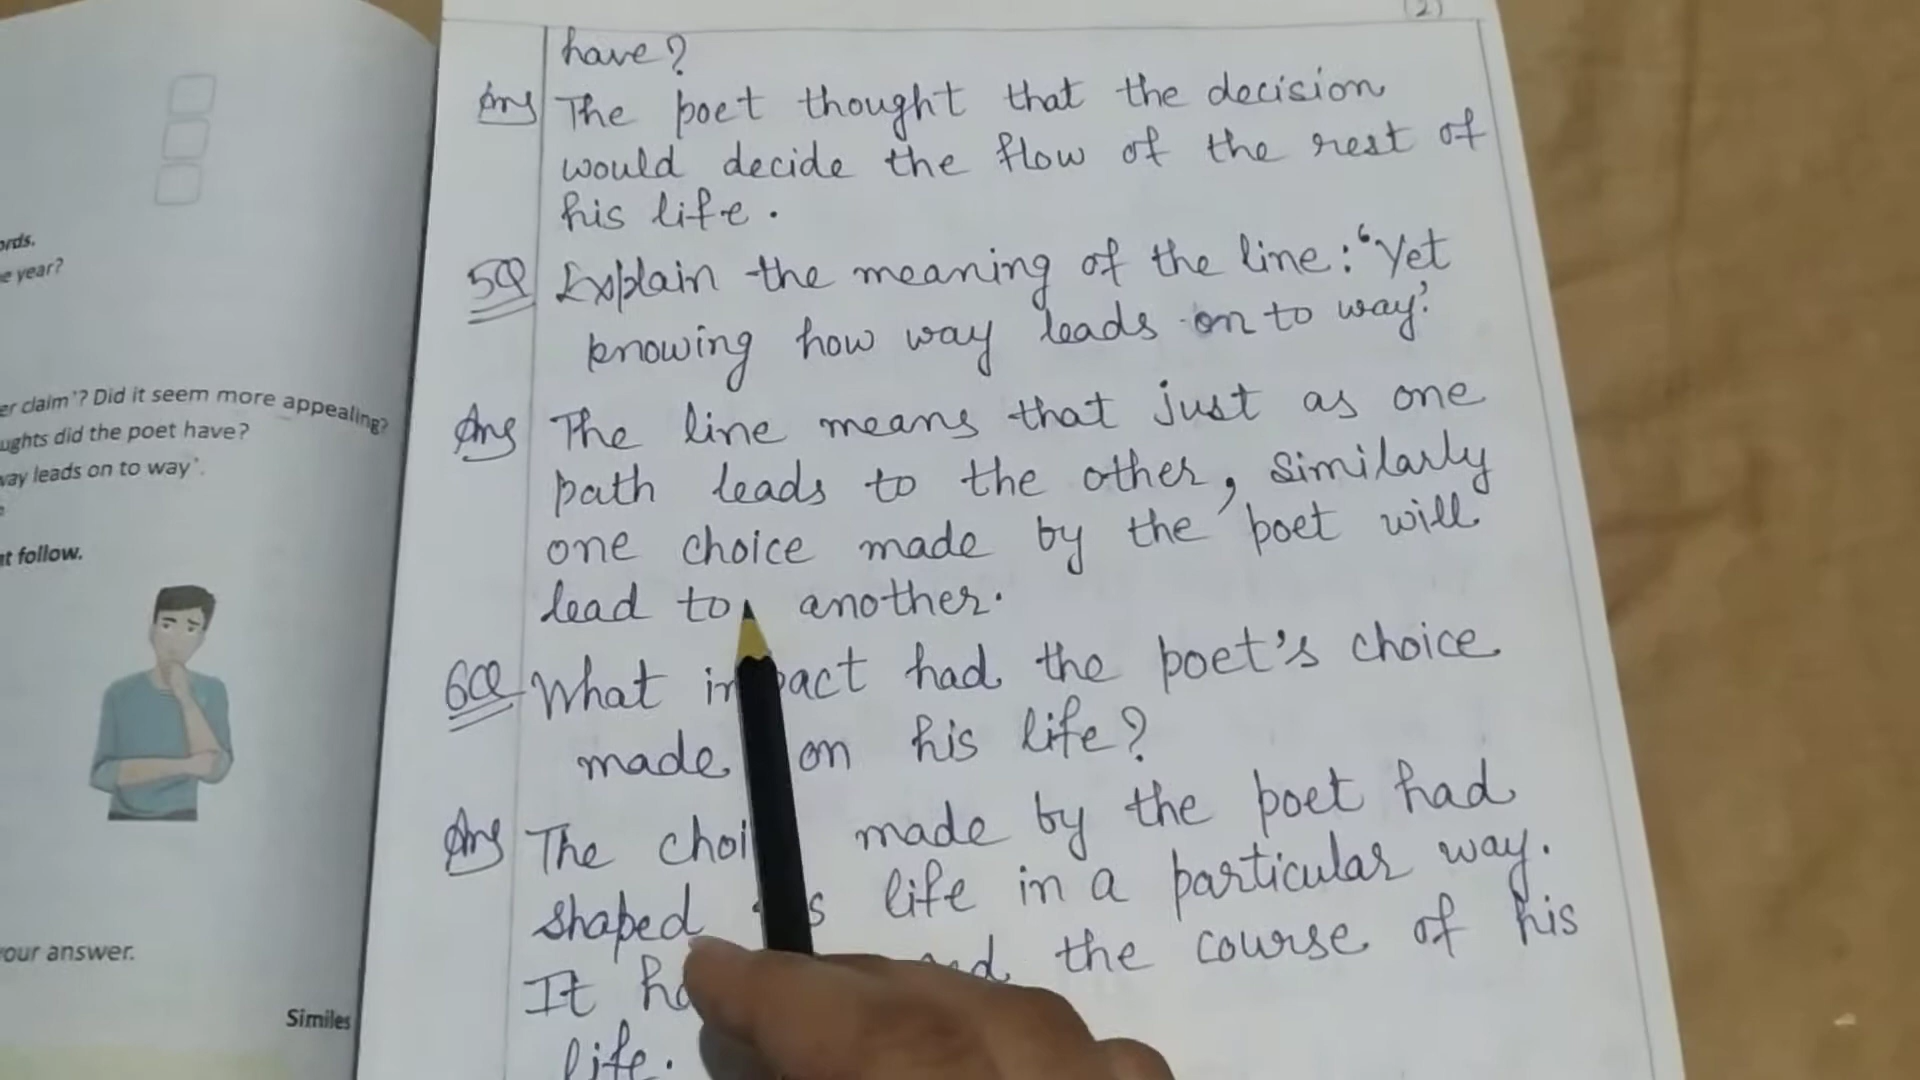 ords.
e year?
er claim'? Did it seem more appealing?
ughts did the poet have?
way leads on to way'.
at follow.
our answer.
Similes
(2)
have?
Ans The poet thought that the decision
would decide the flow of the rest of
his life.
5Q Explain the meaning of the line: 'Yet
knowing how way leads on to way.'
Ans The line means that just as one
path leads to the other, similarly
one choice made by the poet will
lead to another.
6Q What impact had the poet's choice
made on his life?
Ans The choi made by the poet had
shaped s life in a particular way.
It ha the course of his
life.